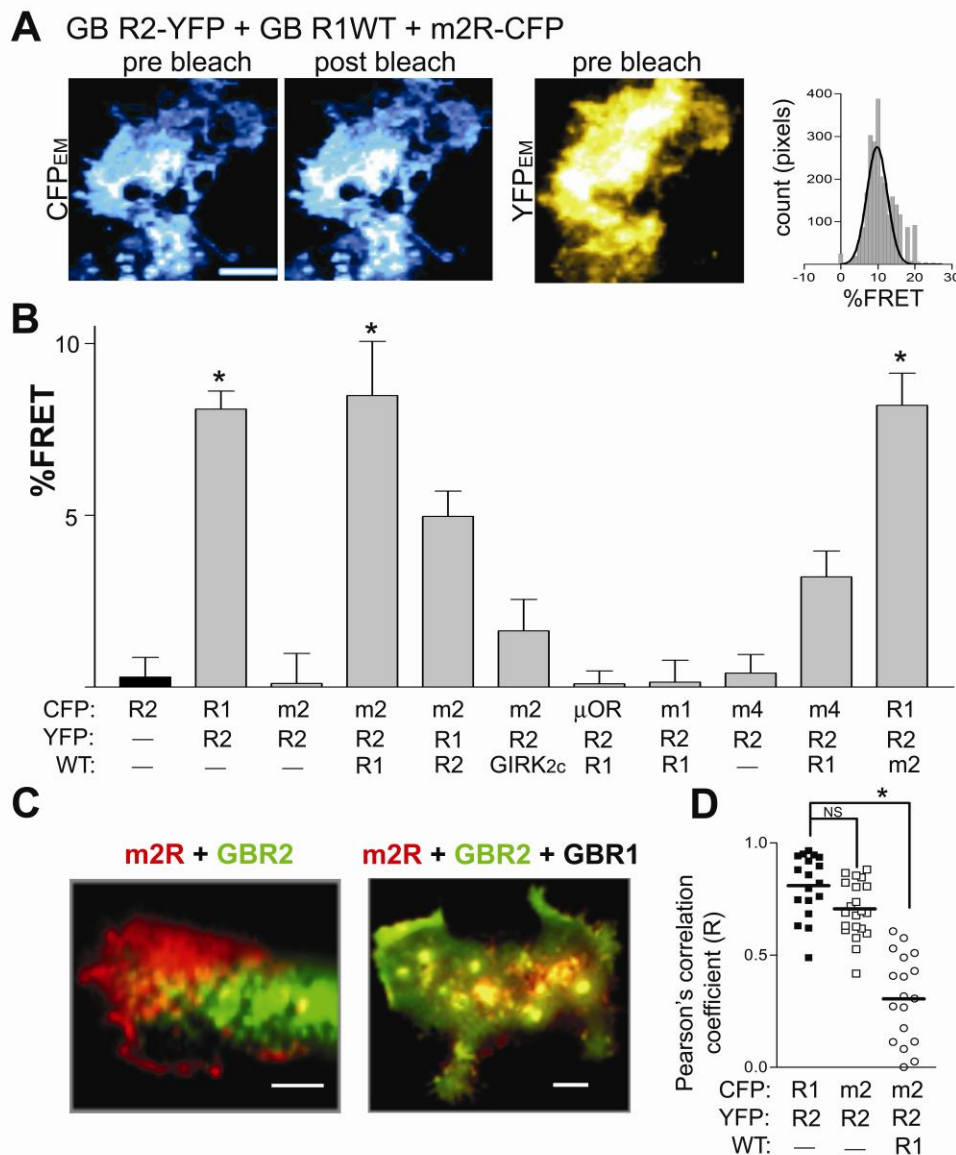 A GB R2-YFP + GB R1WT + m2R-CFP
pre bleach post bleach pre bleach
CFPEM
YFPEM
count (pixels)
400
300
200
100
-10 0 10 20 30
%FRET
B
%FRET
10
5
CFP: R2 R1 m2 m2 m2 m2 μOR m1 m4 m4 R1
YFP: — R2 R2 R2 R1 R2 R2 R2 R2 R2 R2
WT: — — — R1 R2 GIRK2c R1 R1 — R1 m2
* * *
C
m2R + GBR2 m2R + GBR2 + GBR1
D
*
NS
Pearson's correlation
coefficient (R)
1.0
0.5
0.0
CFP: R1 m2 m2
YFP: R2 R2 R2
WT: — — R1